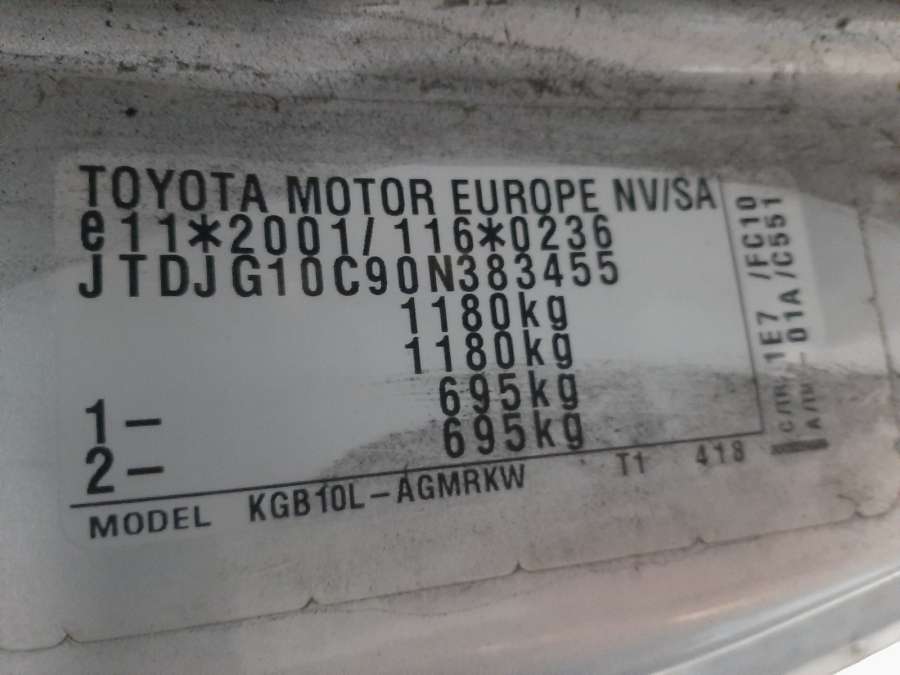 TOYOTA MOTOR EUROPE NV/SA
e11*2001/116*0236
JTDJG10C90N383455
1180kg
1180kg
1- 695kg
2- 695kg
MODEL KGB10L-AGMRKW T1 418
C/TR 1E7 /FC10
A/TM 01A /C551